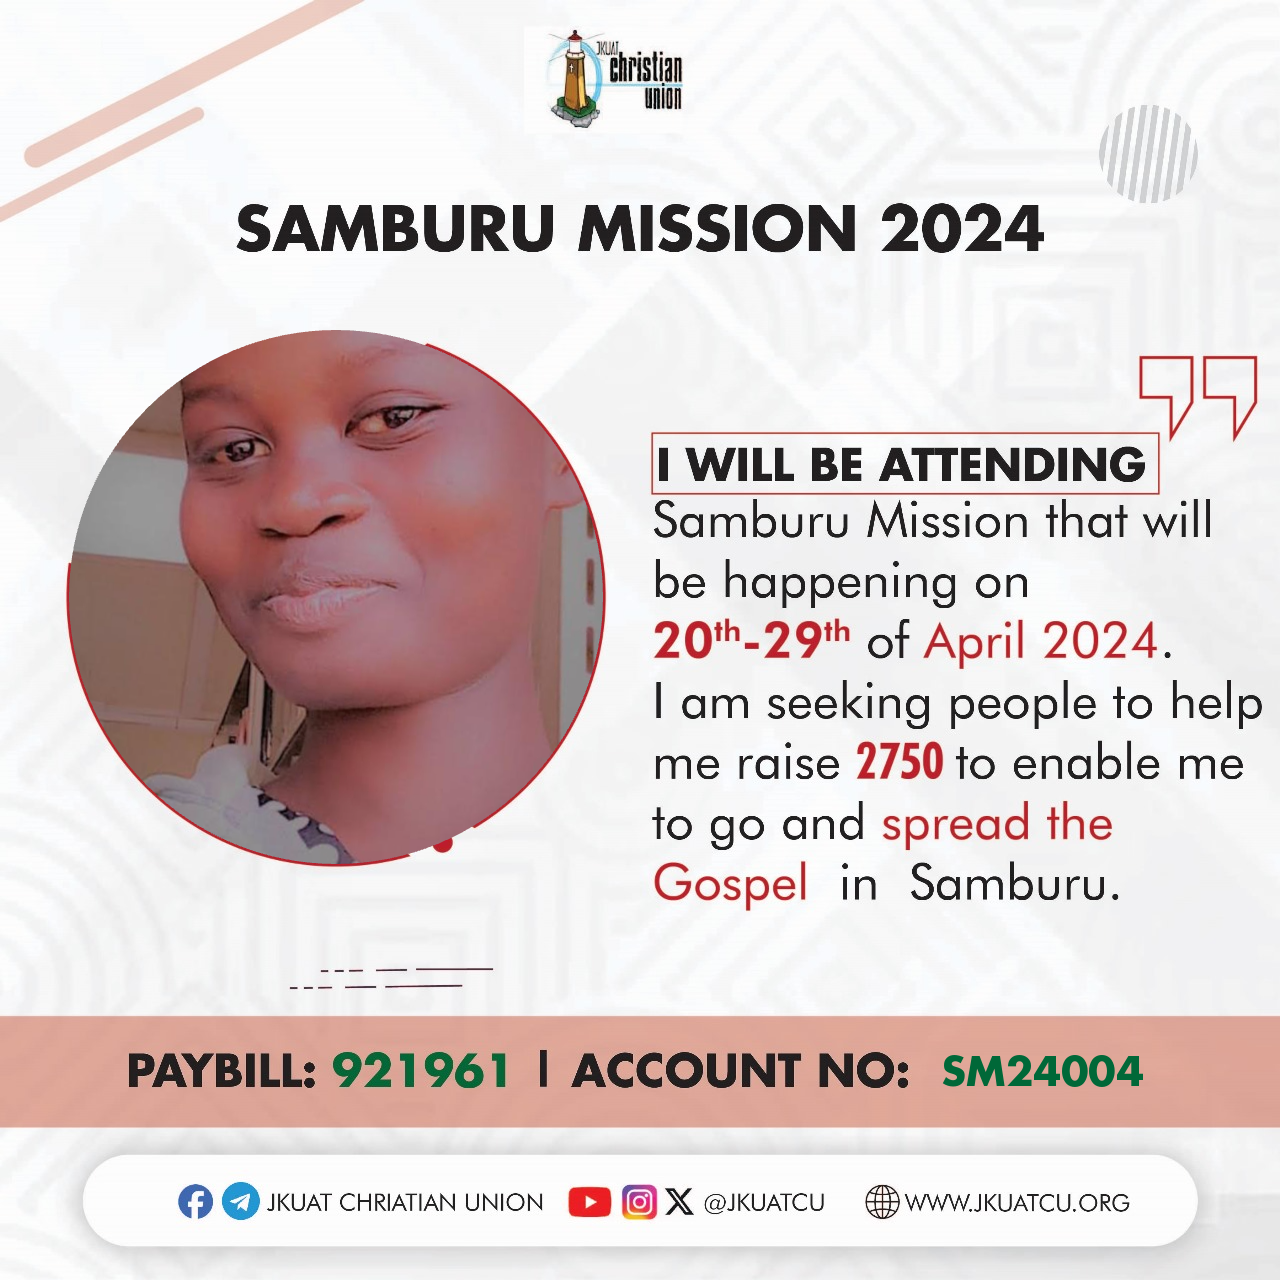 JKUAT
christian
union
SAMBURU MISSION 2024
I WILL BE ATTENDING
Samburu Mission that will
be happening on
20th-29th of April 2024.
I am seeking people to help
me raise 2750 to enable me
to go and spread the
Gospel in Samburu.
PAYBILL: 921961 | ACCOUNT NO: SM24004
JKUAT CHRIATIAN UNION @JKUATCU WWW.JKUATCU.ORG